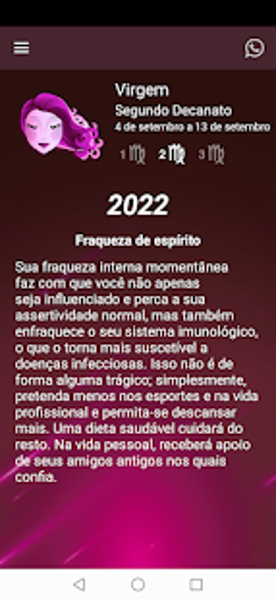 Virgem
Segundo Decanato
4 de setembro a 13 de setembro
1 ♍ 2 ♍ 3 ♍
2022
Fraqueza de espírito
Sua fraqueza interna momentânea
faz com que você não apenas
seja influenciado e perca a sua
assertividade normal, mas também
enfraquece o seu sistema imunológico,
o que o torna mais suscetível a
doenças infecciosas. Isso não é de
forma alguma trágico; simplesmente,
pretenda menos nos esportes e na vida
profissional e permita-se descansar
mais. Uma dieta saudável cuidará do
resto. Na vida pessoal, receberá apoio
de seus amigos antigos nos quais
confia.